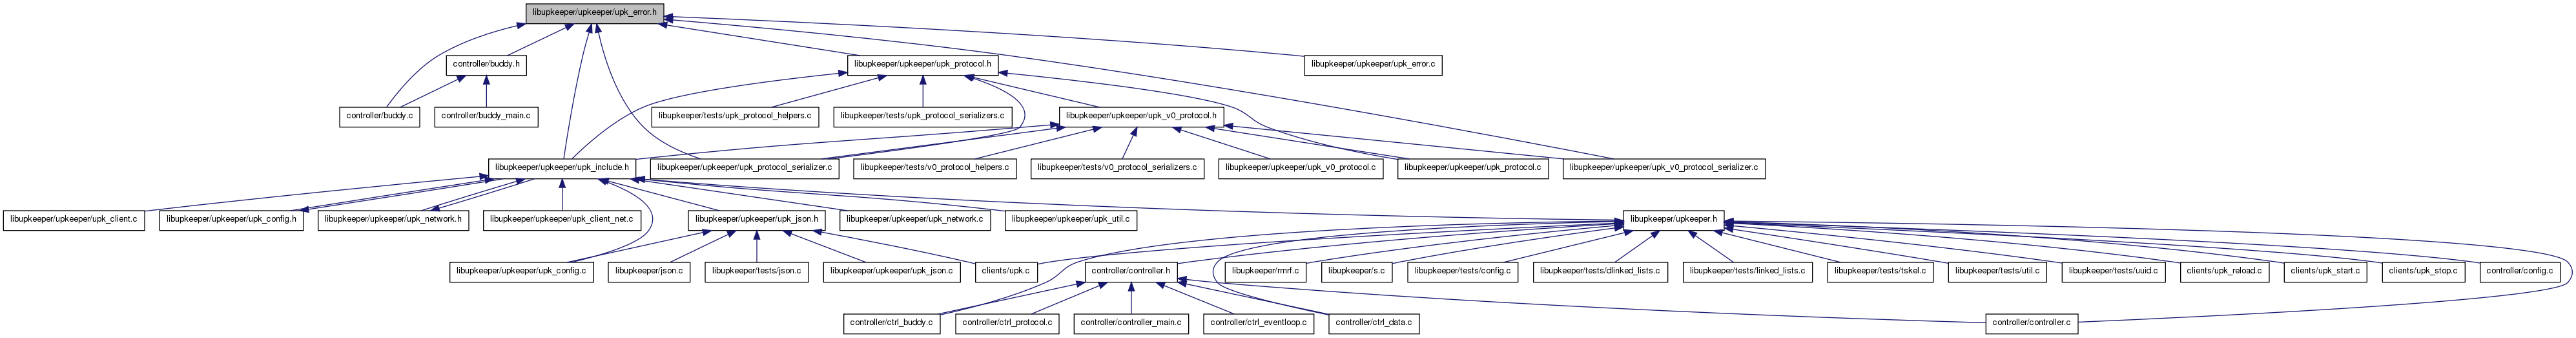 libupkeeper/upkeeper/upk_error.h
controller/buddy.h
libupkeeper/upkeeper/upk_protocol.h
libupkeeper/upkeeper/upk_error.c
controller/buddy.c
controller/buddy_main.c
libupkeeper/tests/upk_protocol_helpers.c
libupkeeper/tests/upk_protocol_serializers.c
libupkeeper/upkeeper/upk_v0_protocol.h
libupkeeper/upkeeper/upk_include.h
libupkeeper/upkeeper/upk_protocol_serializer.c
libupkeeper/tests/v0_protocol_helpers.c
libupkeeper/tests/v0_protocol_serializers.c
libupkeeper/upkeeper/upk_v0_protocol.c
libupkeeper/upkeeper/upk_protocol.c
libupkeeper/upkeeper/upk_v0_protocol_serializer.c
libupkeeper/upkeeper/upk_client.c
libupkeeper/upkeeper/upk_config.h
libupkeeper/upkeeper/upk_network.h
libupkeeper/upkeeper/upk_client_net.c
libupkeeper/upkeeper/upk_json.h
libupkeeper/upkeeper/upk_network.c
libupkeeper/upkeeper/upk_util.c
libupkeeper/upkeeper.h
libupkeeper/upkeeper/upk_config.c
libupkeeper/json.c
libupkeeper/tests/json.c
libupkeeper/upkeeper/upk_json.c
clients/upk.c
controller/controller.h
libupkeeper/rmrf.c
libupkeeper/s.c
libupkeeper/tests/config.c
libupkeeper/tests/dlinked_lists.c
libupkeeper/tests/linked_lists.c
libupkeeper/tests/tskel.c
libupkeeper/tests/util.c
libupkeeper/tests/uuid.c
clients/upk_reload.c
clients/upk_start.c
clients/upk_stop.c
controller/config.c
controller/ctrl_buddy.c
controller/ctrl_protocol.c
controller/controller_main.c
controller/ctrl_eventloop.c
controller/ctrl_data.c
controller/controller.c